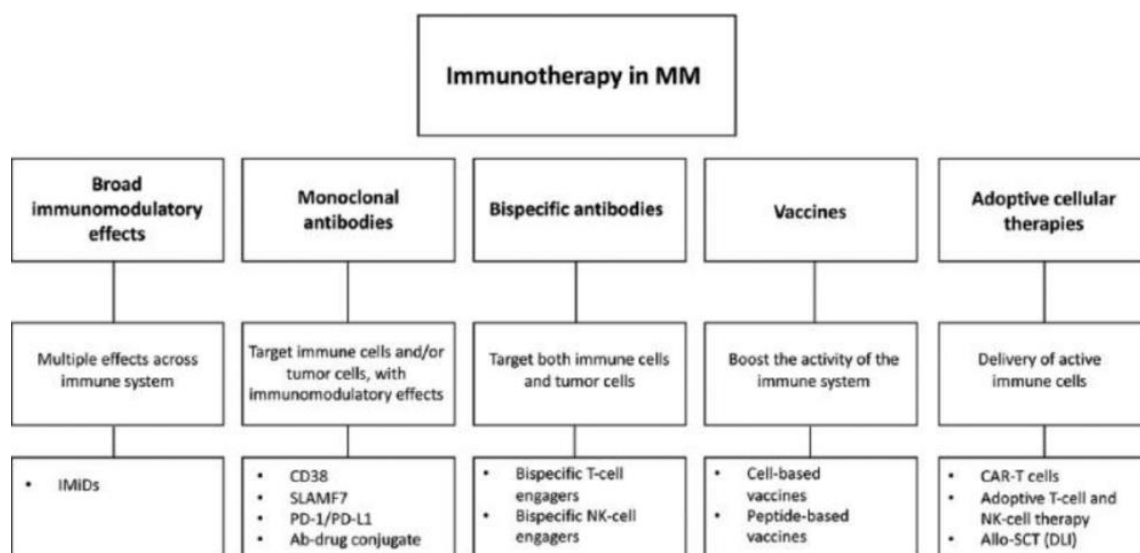 Immunotherapy in MM
Broad
immunomodulatory
effects
Monoclonal
antibodies
Bispecific antibodies
Vaccines
Adoptive cellular
therapies
Multiple effects across
immune system
Target immune cells and/or
tumor cells, with
immunomodulatory effects
Target both immune cells
and tumor cells
Boost the activity of the
immune system
Delivery of active
immune cells
• IMiDs
• CD38
• SLAMF7
• PD-1/PD-L1
• Ab-drug conjugate
• Bispecific T-cell
engagers
• Bispecific NK-cell
engagers
• Cell-based
vaccines
• Peptide-based
vaccines
• CAR-T cells
• Adoptive T-cell and
NK-cell therapy
• Allo-SCT (DLI)